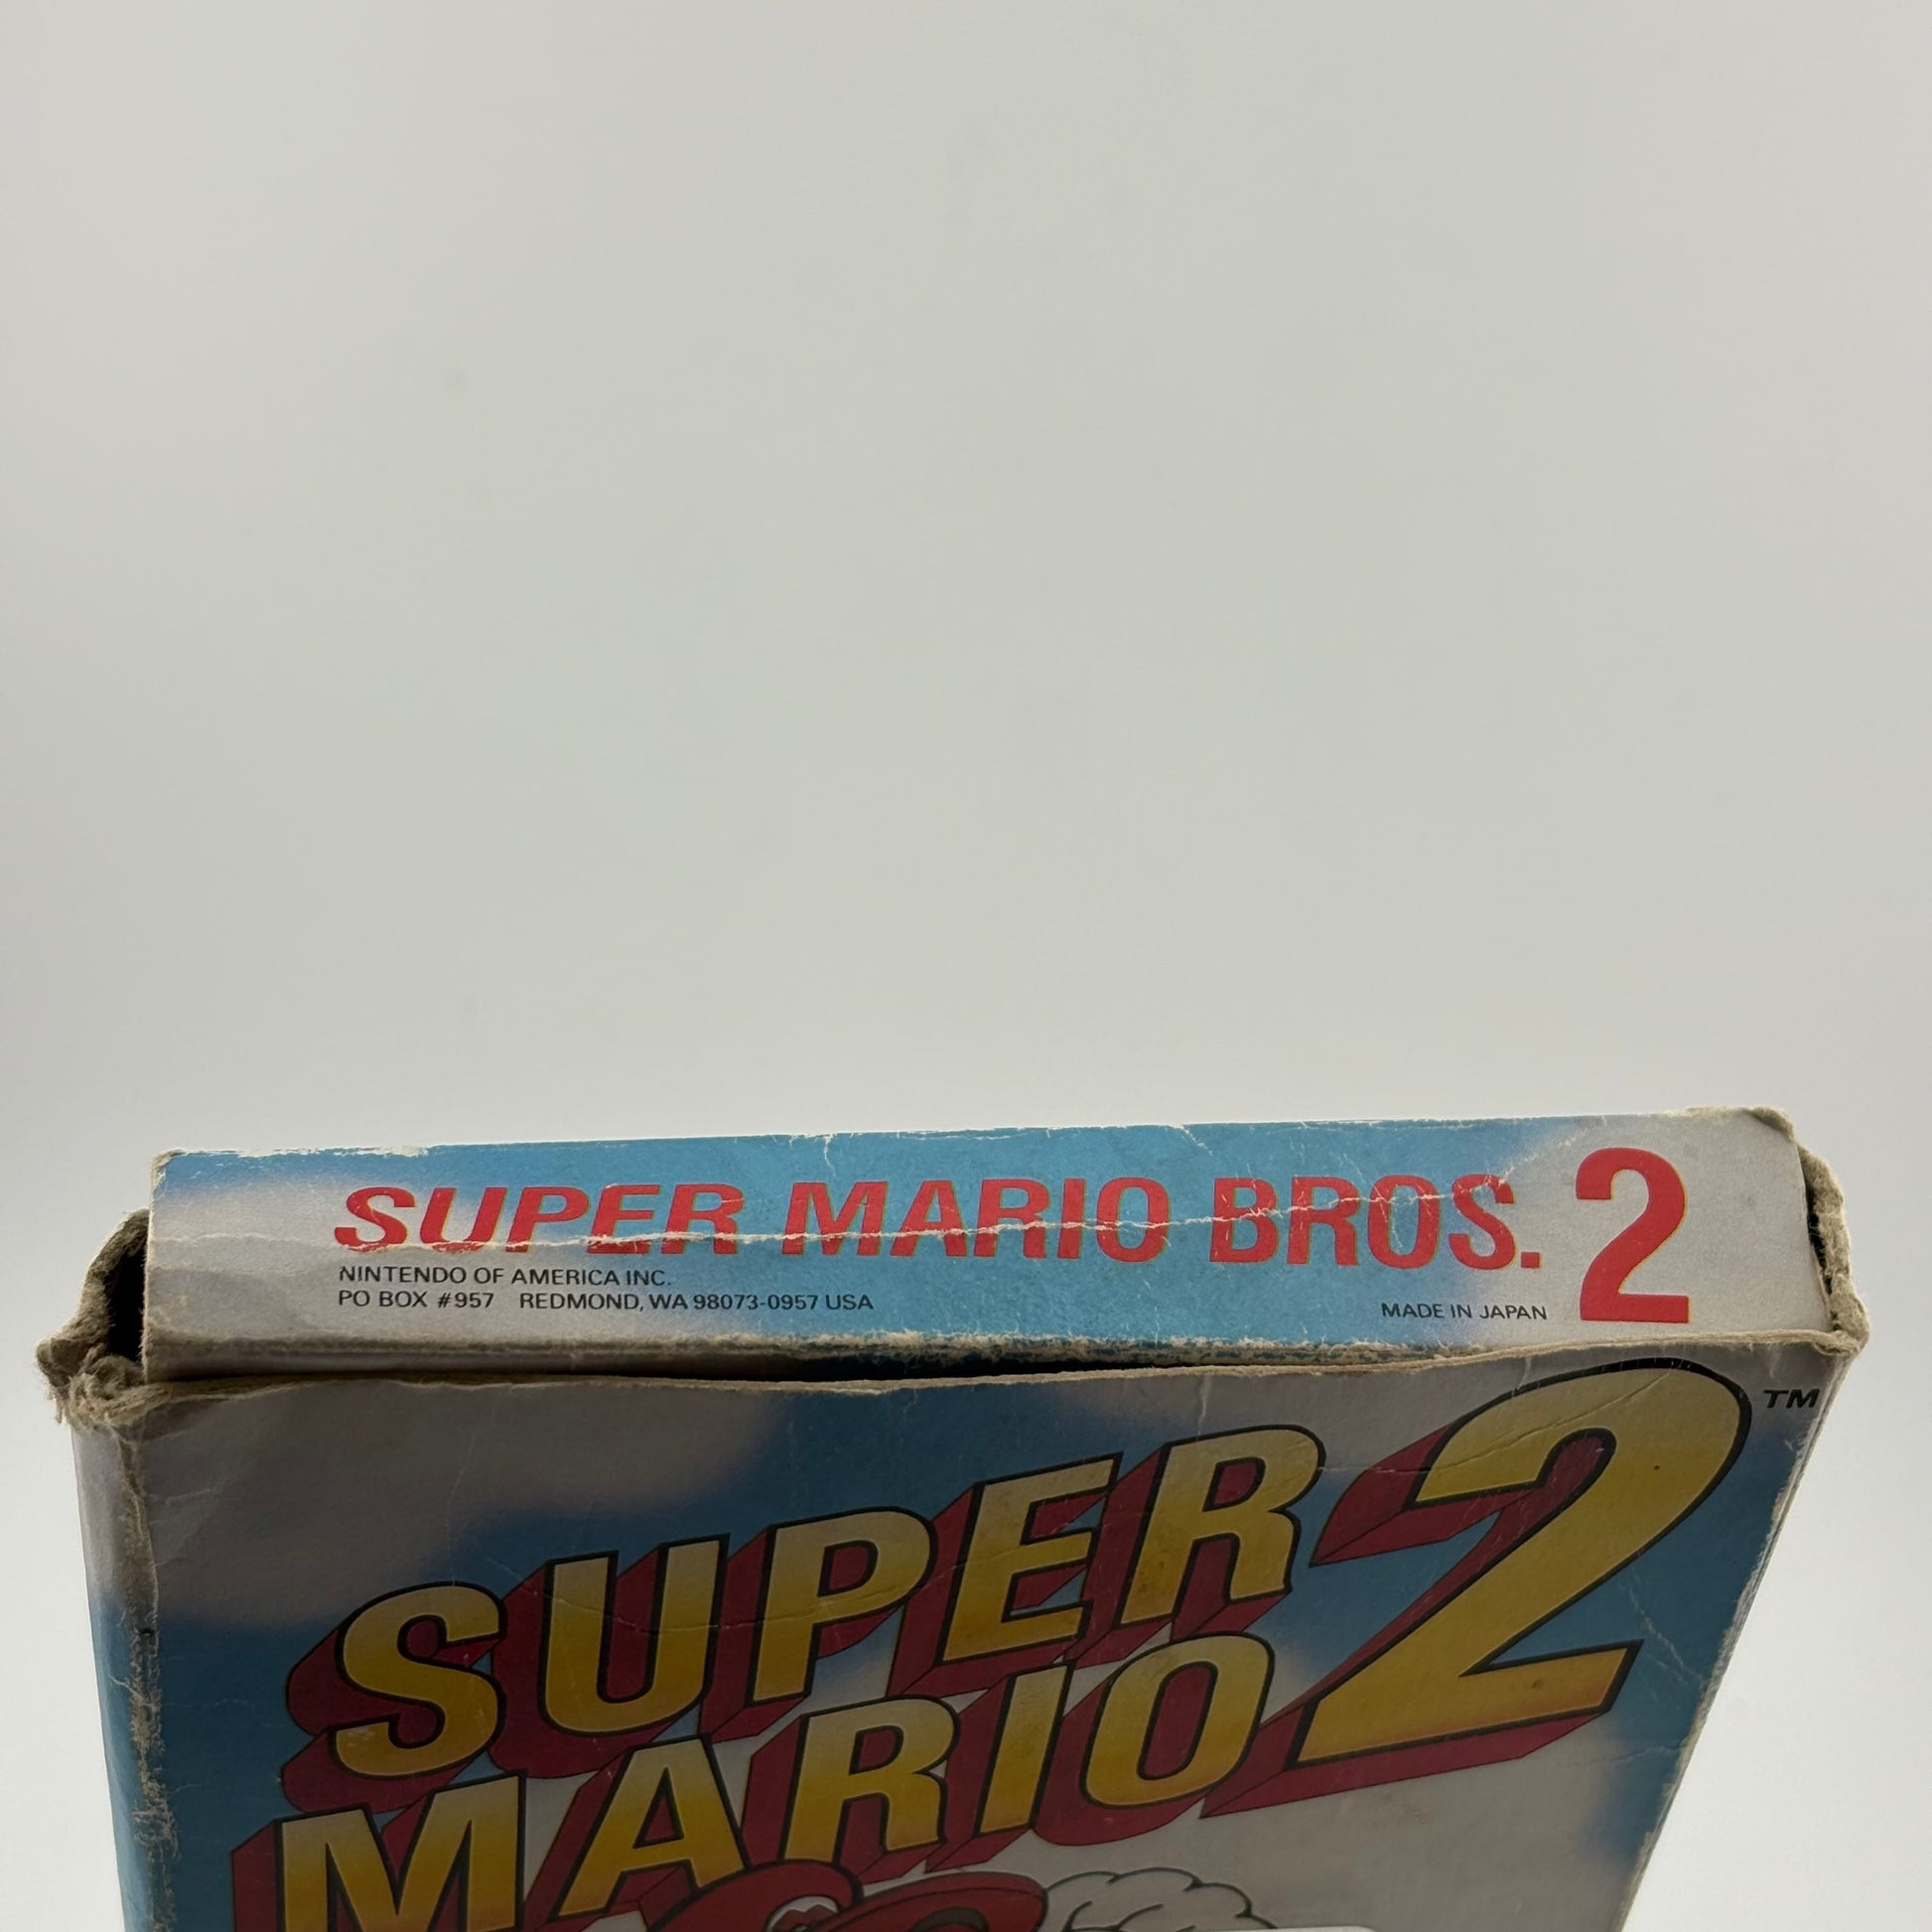 SUPER MARIO BROS. 2
NINTENDO OF AMERICA INC.
PO BOX #957 REDMOND, WA 98073-0957 USA
MADE IN JAPAN
SUPER 2 TM
MARIO